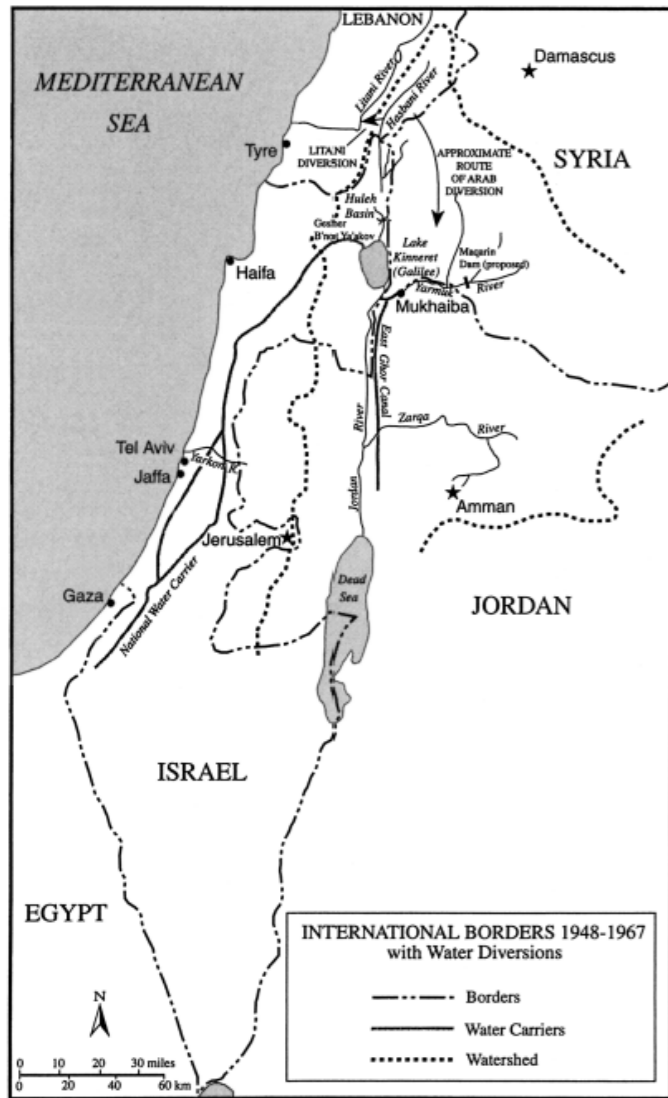 LEBANON
Damascus
MEDITERRANEAN
SEA
Litani River
Hasbani River
Tyre
LITANI
DIVERSION
APPROXIMATE
ROUTE
OF ARAB
DIVERSION
SYRIA
Huleh
Basin
Gesher
B'not Ya'akov
Haifa
Lake
Kinneret
(Galilee)
Maqarin
Dam (proposed)
Yarmuk
River
Mukhaiba
East Ghor Canal
River
Jordan
Zarqa
River
Tel Aviv
Yarkon R.
Jaffa
Amman
Jerusalem
Dead
Sea
Gaza
National Water Carrier
JORDAN
ISRAEL
EGYPT
INTERNATIONAL BORDERS 1948-1967
with Water Diversions
Borders
Water Carriers
Watershed
N
0 10 20 30 miles
0 20 40 60 km